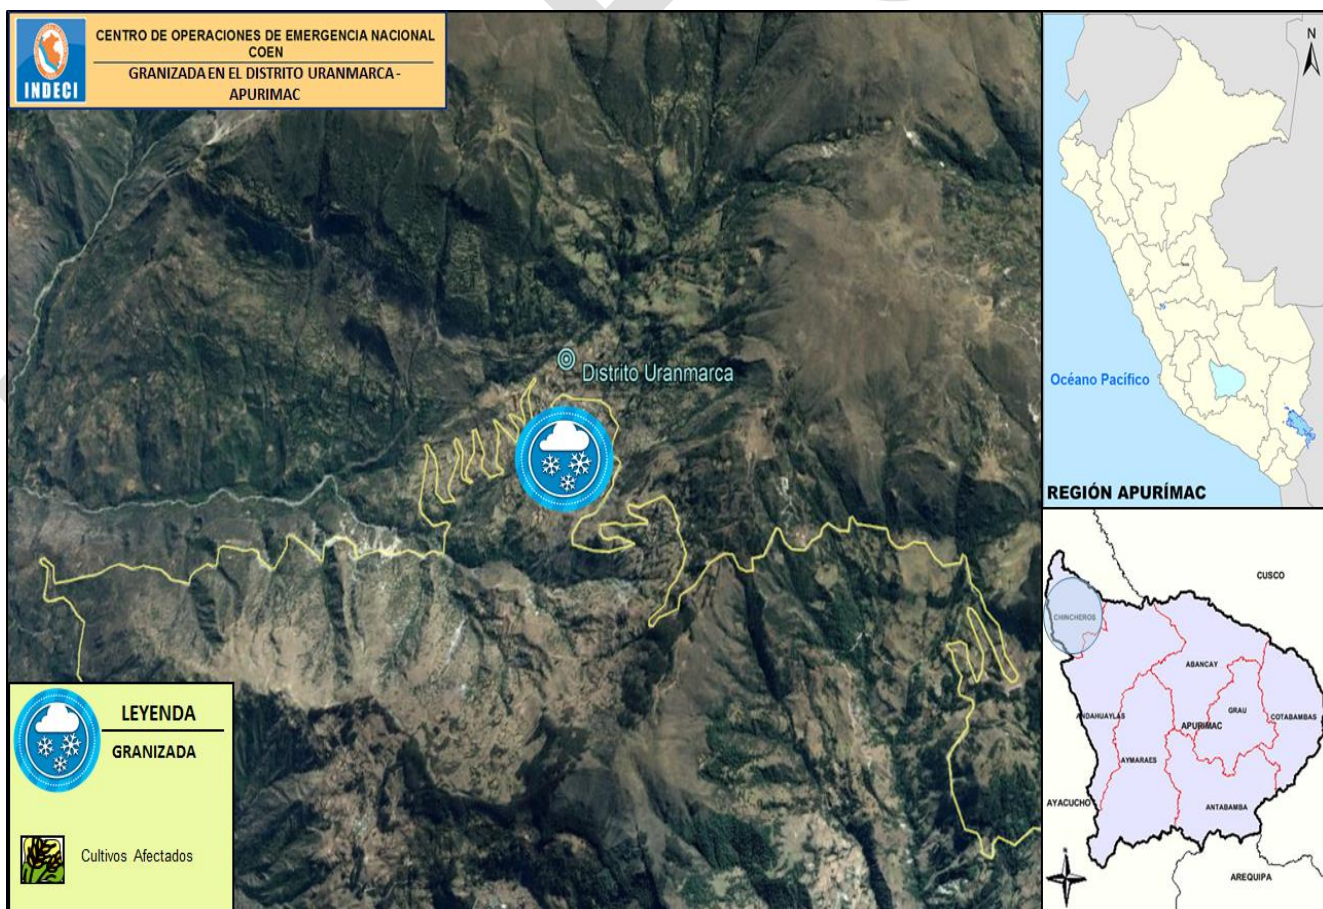 CENTRO DE OPERACIONES DE EMERGENCIA NACIONAL
COEN
GRANIZADA EN EL DISTRITO URANMARCA -
APURIMAC
INDECI
Distrito Uranmarca
LEYENDA
GRANIZADA
Cultivos Afectados
N
Océano Pacífico
REGIÓN APURÍMAC
CUSCO
CHINCHEROS
ABANCAY
ANDAHUAYLAS
GRAU
COTABAMBAS
APURIMAC
AYMARAES
AYACUCHO
ANTABAMBA
AREQUIPA